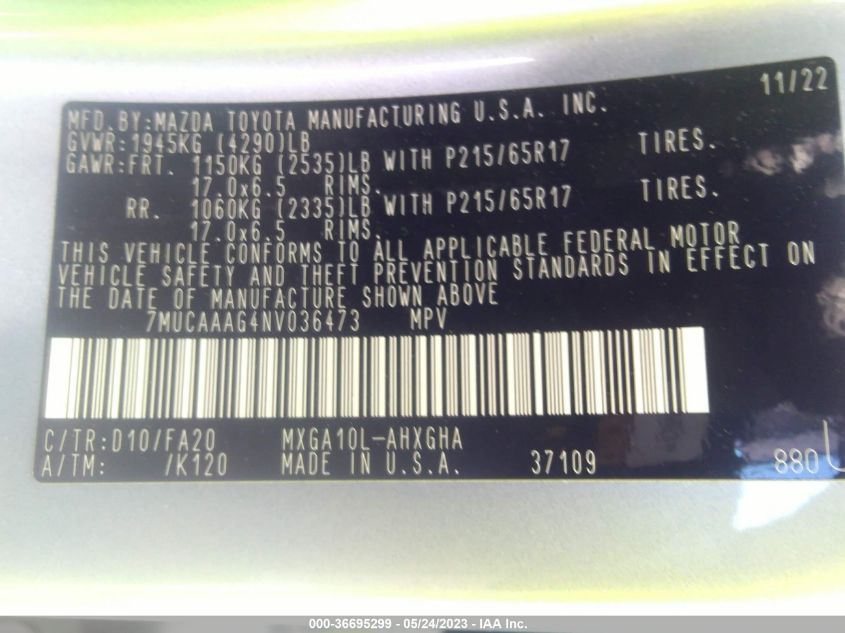 11/22
MFD.BY:MAZDA TOYOTA MANUFACTURING U.S.A. INC.
GVWR:1945KG (4290)LB
GAWR:FRT. 1150KG (2535)LB WITH P215/65R17 TIRES.
17.0x6.5 RIMS.
RR. 1060KG (2335)LB WITH P215/65R17 TIRES.
17.0x6.5 RIMS.
THIS VEHICLE CONFORMS TO ALL APPLICABLE FEDERAL MOTOR
VEHICLE SAFETY AND THEFT PREVENTION STANDARDS IN EFFECT ON
THE DATE OF MANUFACTURE SHOWN ABOVE
7MUCAAAG4NV036473 MPV
C/TR:D10/FA20 MXGA10L-AHXGHA
A/TM: /K120 MADE IN U.S.A. 37109 880
000-36695299 - 05/24/2023 - IAA Inc.